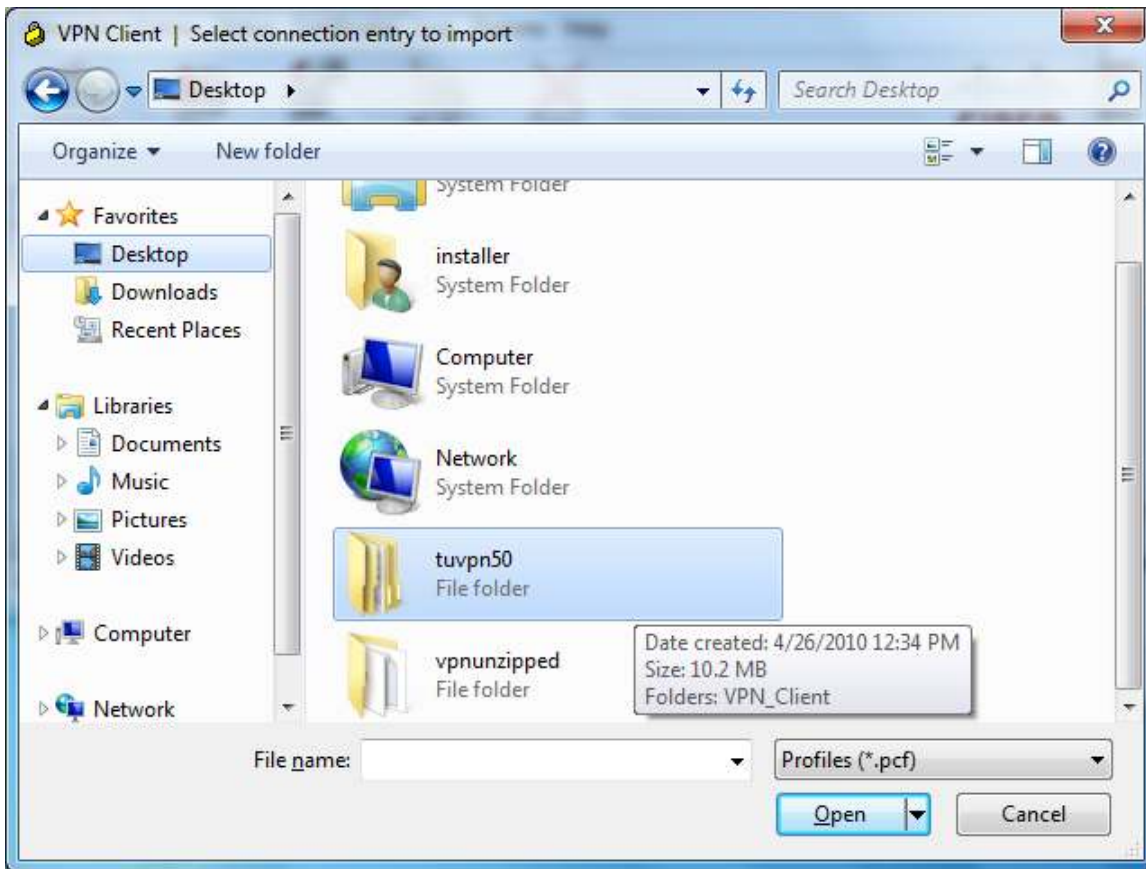 VPN Client | Select connection entry to import
Desktop
Search Desktop
Organize
New folder
Favorites
Desktop
Downloads
Recent Places
Libraries
Documents
Music
Pictures
Videos
Computer
Network
System Folder
installer
System Folder
Computer
System Folder
Network
System Folder
tuvpn50
File folder
vpnunzipped
File folder
Date created: 4/26/2010 12:34 PM
Size: 10.2 MB
Folders: VPN_Client
File name:
Profiles (*.pcf)
Open
Cancel